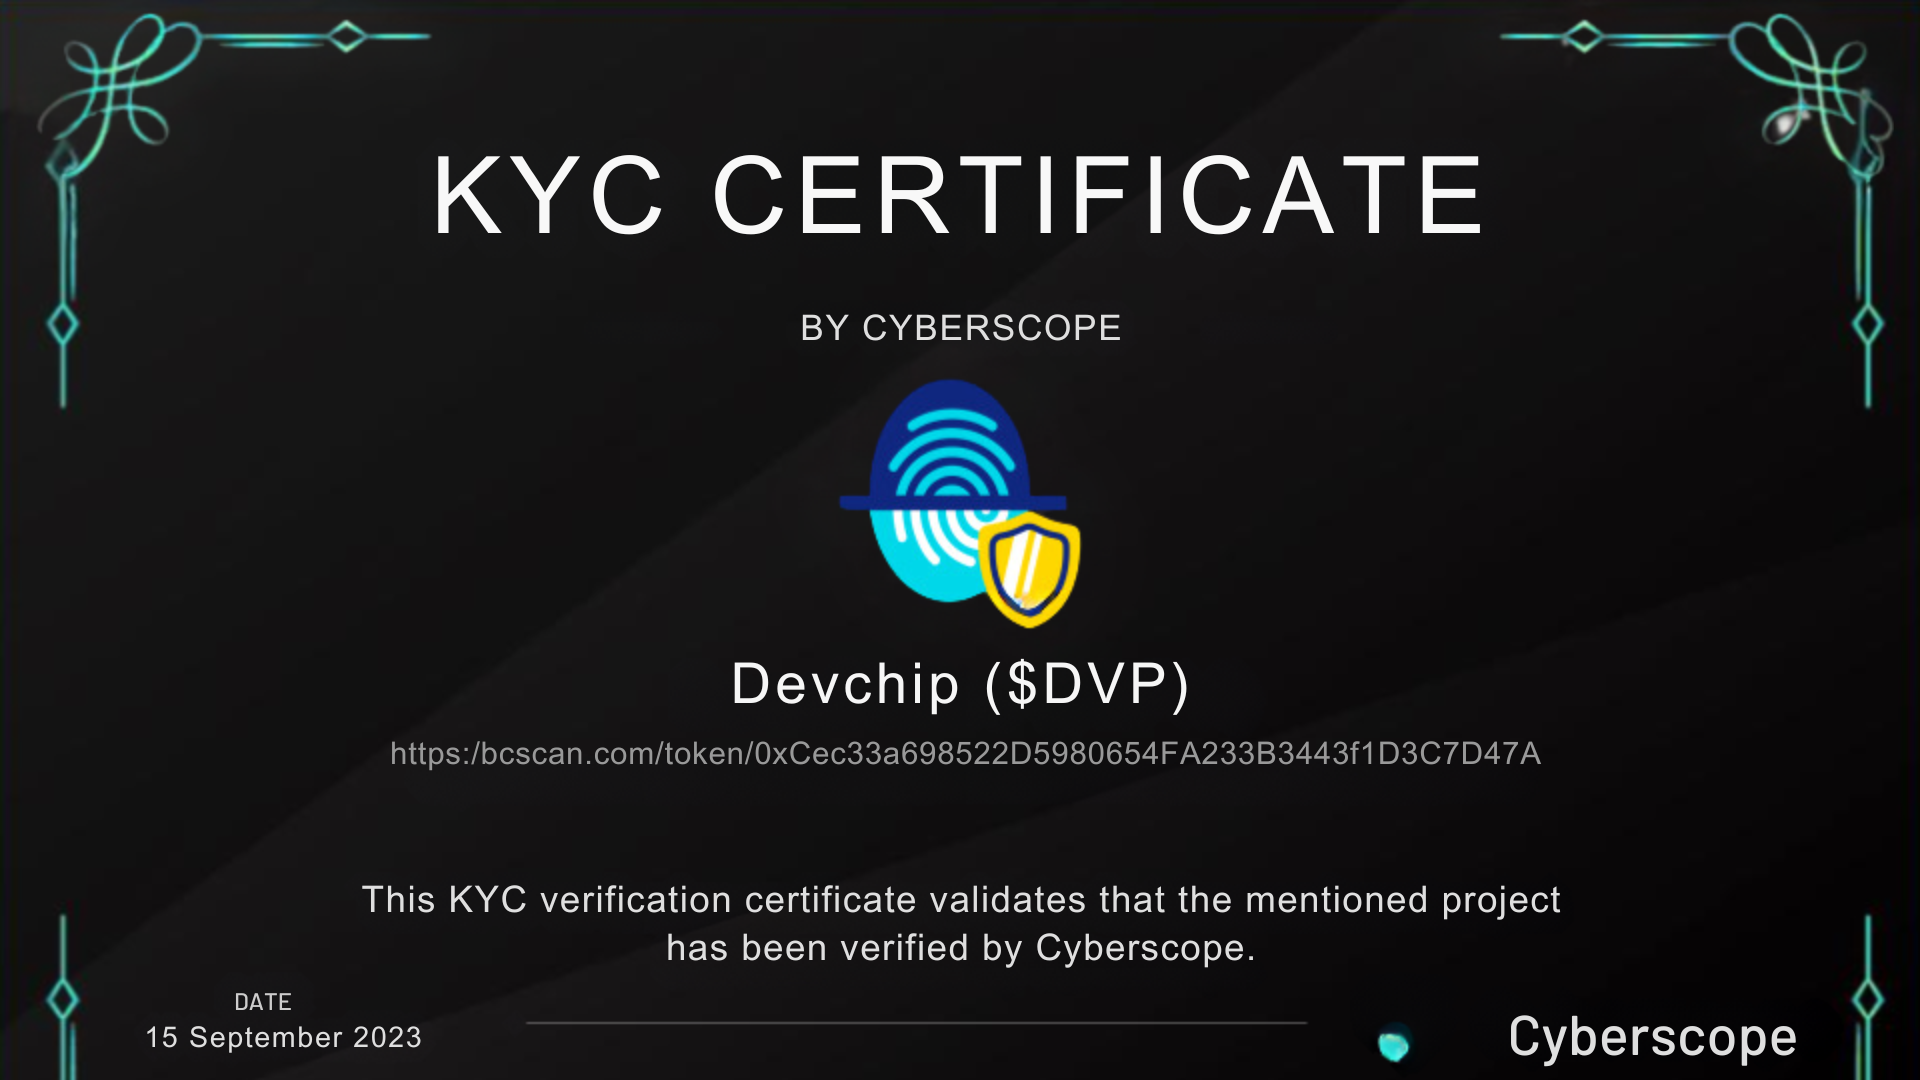 KYC CERTIFICATE
BY CYBERSCOPE
Devchip ($DVP)
https:/bcscan.com/token/0xCec33a698522D5980654FA233B3443f1D3C7D47A
This KYC verification certificate validates that the mentioned project
has been verified by Cyberscope.
DATE
15 September 2023
Cyberscope